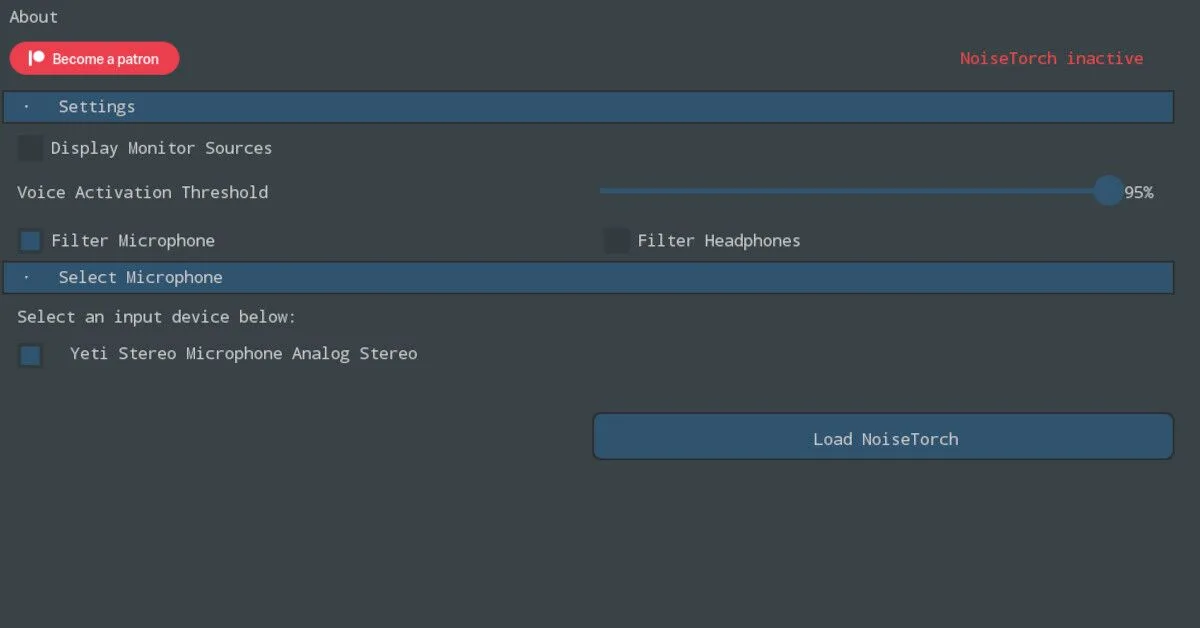 About
Become a patron
NoiseTorch inactive
Settings
Display Monitor Sources
Voice Activation Threshold 95%
Filter Microphone Filter Headphones
Select Microphone
Select an input device below:
Yeti Stereo Microphone Analog Stereo
Load NoiseTorch